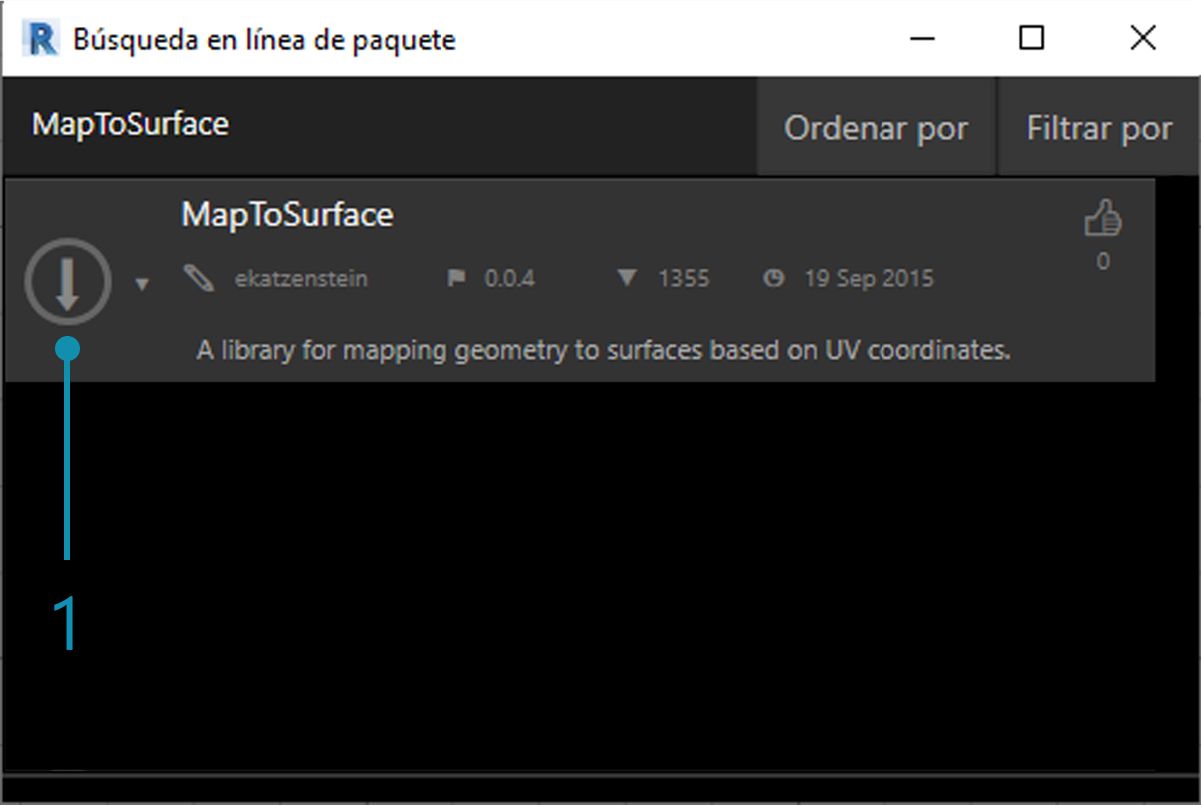 Búsqueda en línea de paquete
MapToSurface
Ordenar por
Filtrar por
MapToSurface
ekatzenstein 0.0.4 1355 19 Sep 2015
0
A library for mapping geometry to surfaces based on UV coordinates.
1